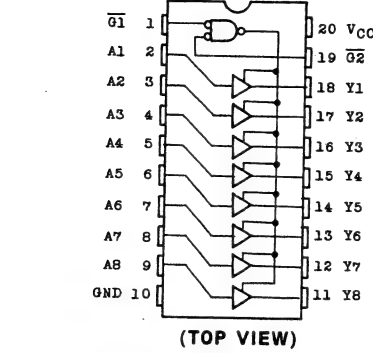 G1 1 20 VCC
A1 2 19 G2
A2 3 18 Y1
A3 4 17 Y2
A4 5 16 Y3
A5 6 15 Y4
A6 7 14 Y5
A7 8 13 Y6
A8 9 12 Y7
GND 10 11 Y8
(TOP VIEW)